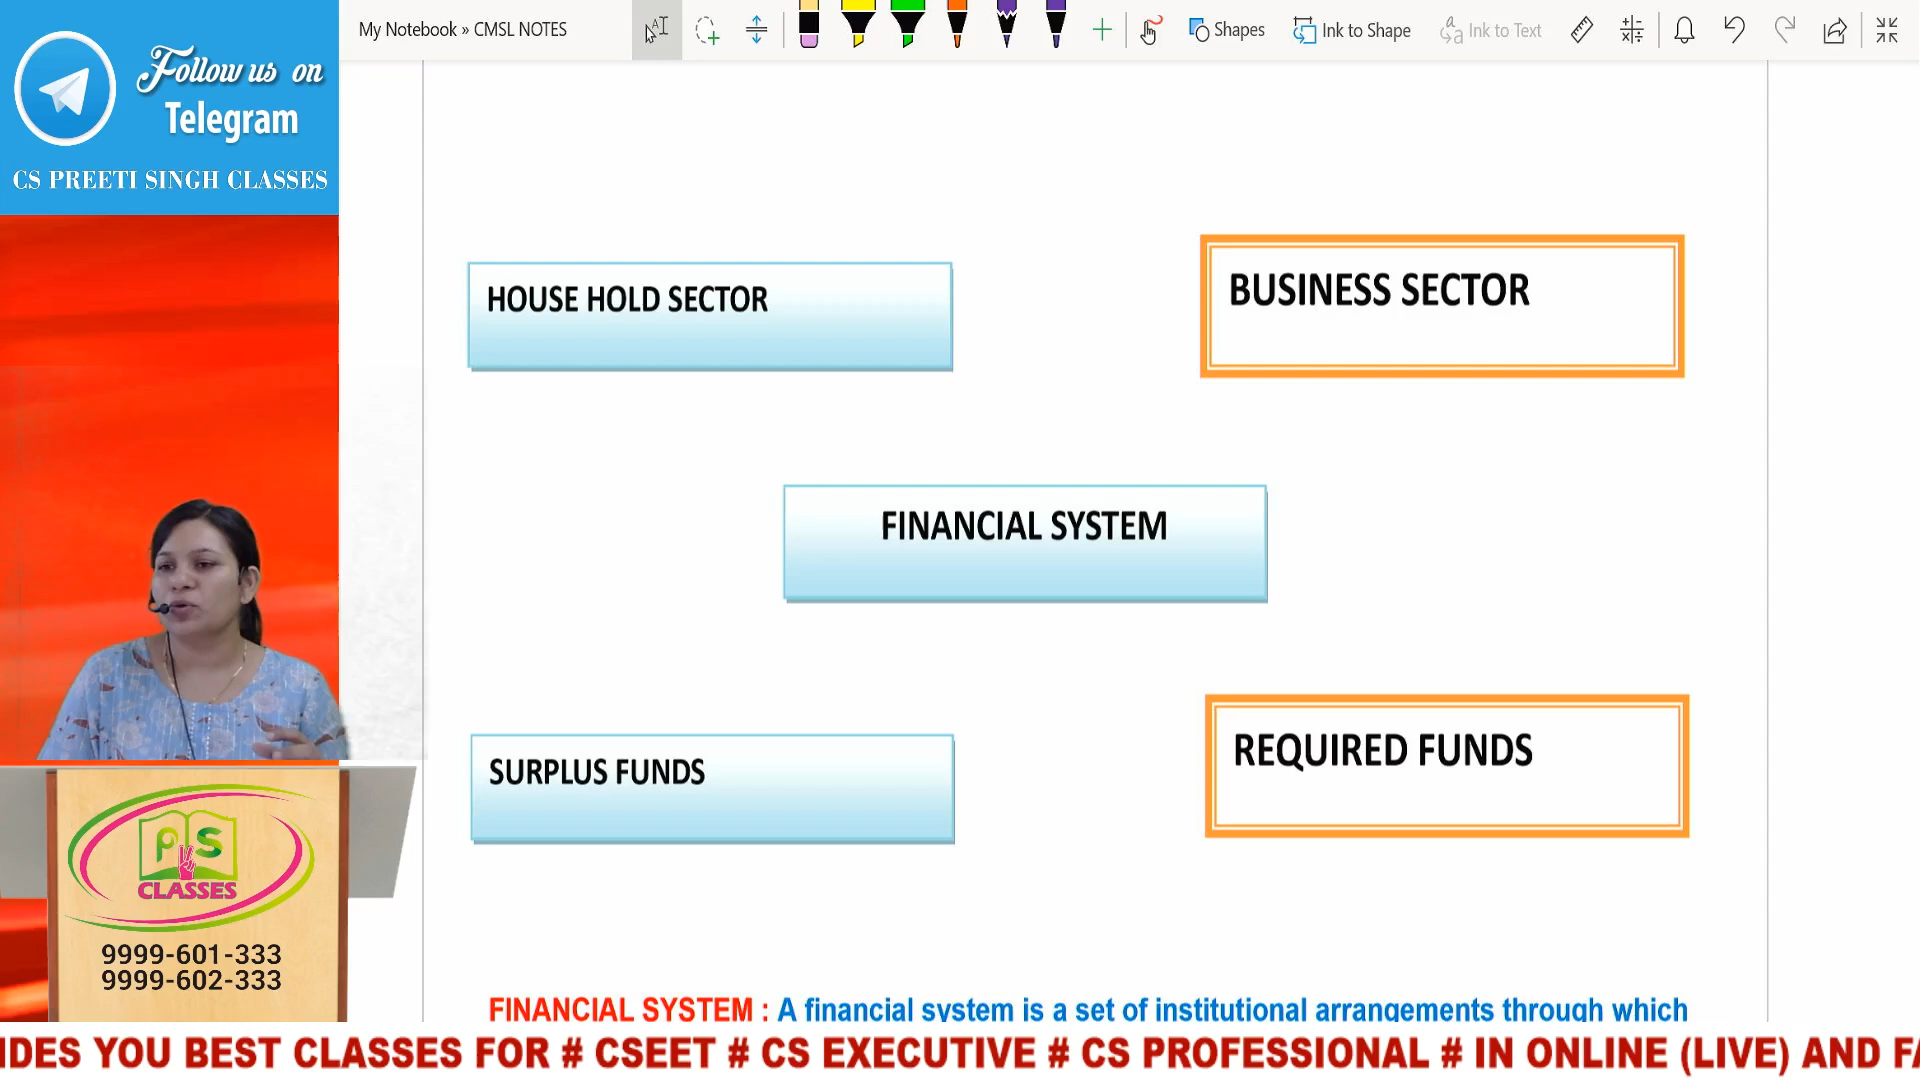 Follow us on
Telegram
CS PREETI SINGH CLASSES
My Notebook » CMSL NOTES
Shapes
Ink to Shape
Ink to Text
HOUSE HOLD SECTOR
BUSINESS SECTOR
FINANCIAL SYSTEM
SURPLUS FUNDS
REQUIRED FUNDS
PS
CLASSES
9999-601-333
9999-602-333
FINANCIAL SYSTEM : A financial system is a set of institutional arrangements through which
IDES YOU BEST CLASSES FOR # CSEET # CS EXECUTIVE # CS PROFESSIONAL # IN ONLINE (LIVE) AND FA